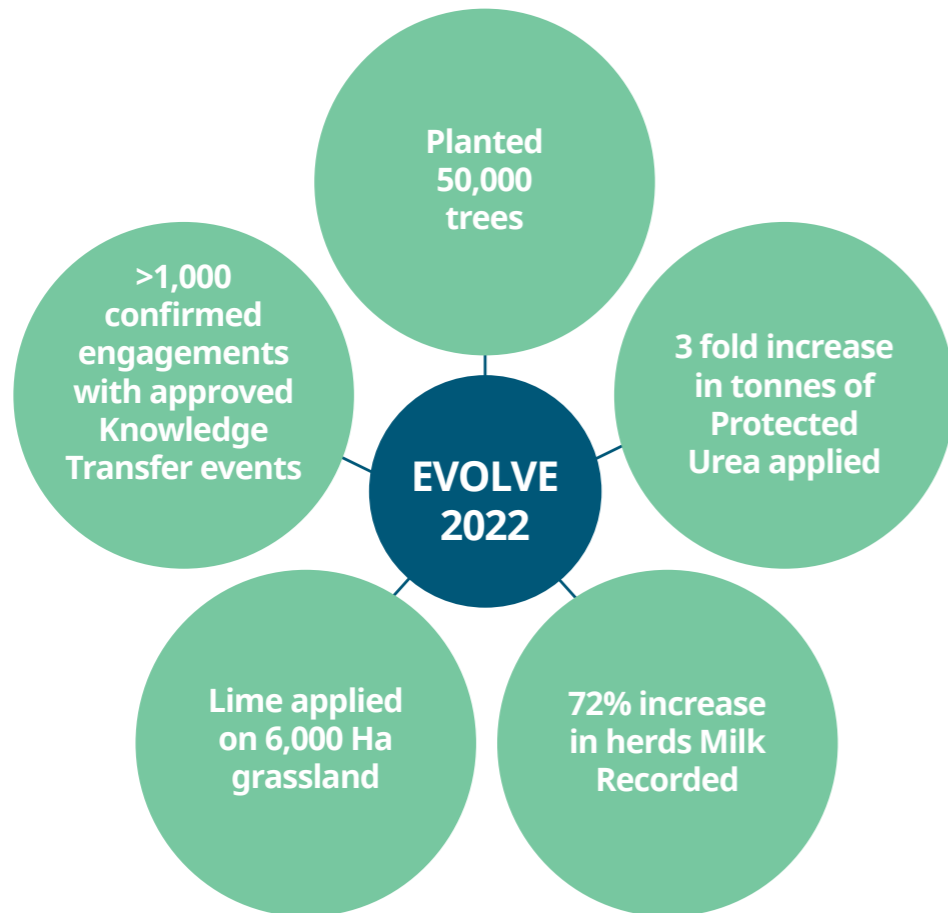 Planted
50,000
trees
>1,000
confirmed
engagements
with approved
Knowledge
Transfer events
3 fold increase
in tonnes of
Protected
Urea applied
EVOLVE
2022
Lime applied
on 6,000 Ha
grassland
72% increase
in herds Milk
Recorded